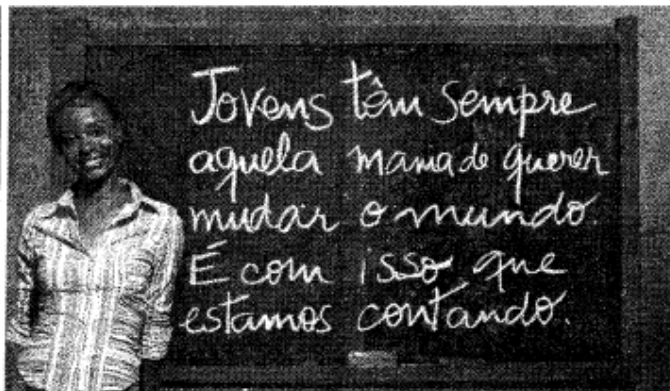 Jovens têm sempre
aquela mania de querer
mudar o mundo.
É com isso que
estamos contando.